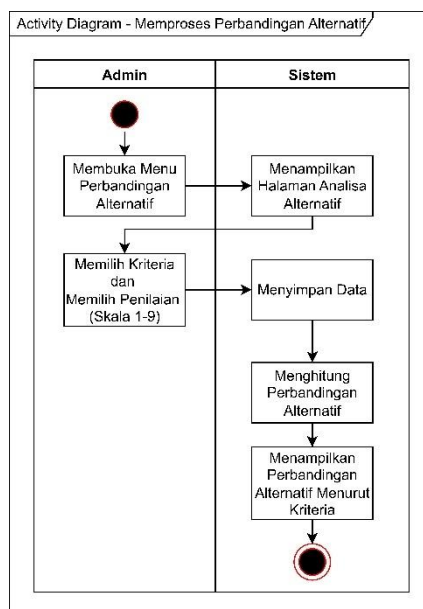 Activity Diagram - Memproses Perbandingan Alternatif
Admin
Sistem
Membuka Menu
Perbandingan
Alternatif
Menampilkan
Halaman Analisa
Alternatif
Memilih Kriteria
dan
Memilih Penilaian
(Skala 1-9)
Menyimpan Data
Menghitung
Perbandingan
Alternatif
Menampilkan
Perbandingan
Alternatif Menurut
Kriteria